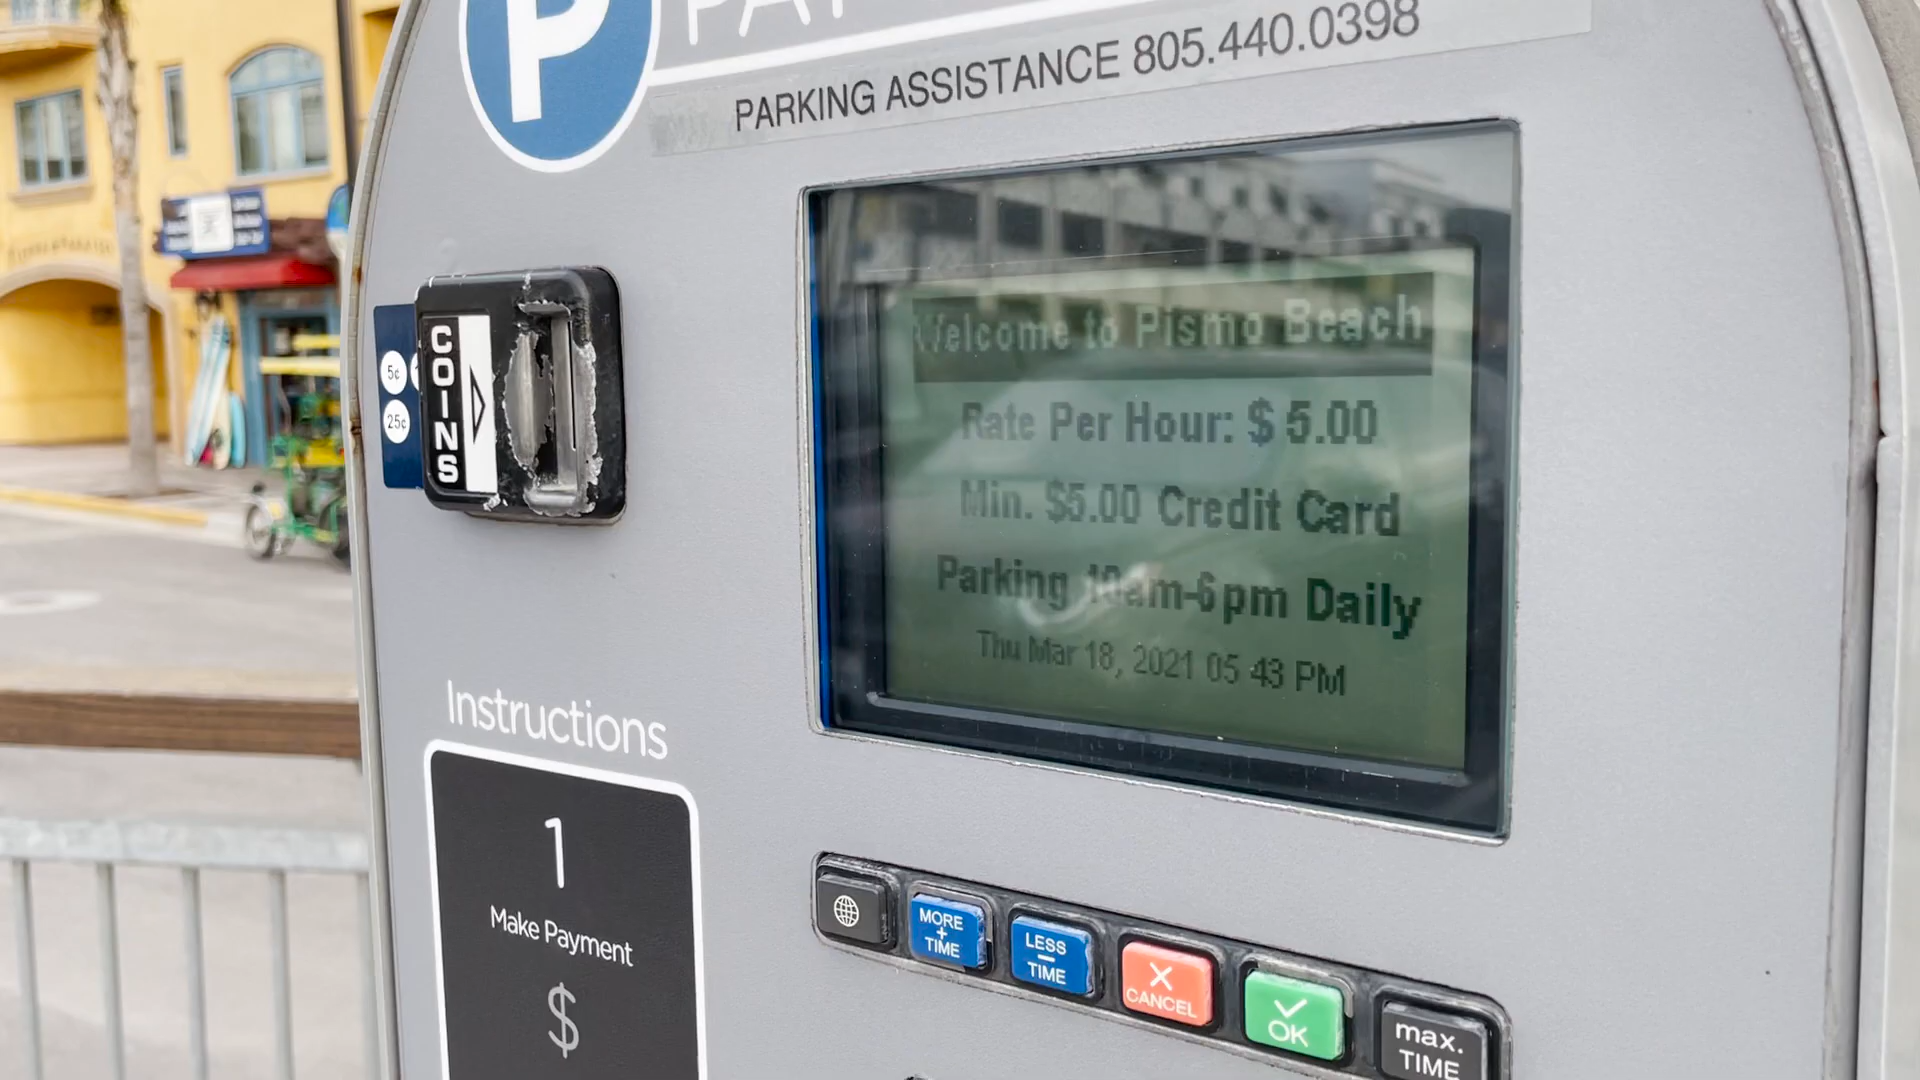 P
PAY
PARKING ASSISTANCE 805.440.0398
COINS
5¢
25¢
Welcome to Pismo Beach
Rate Per Hour: $ 5.00
Min. $5.00 Credit Card
Parking 10am-6pm Daily
Thu Mar 18, 2021 05 43 PM
Instructions
1
Make Payment
$
MORE
+
TIME
LESS
–
TIME
X
CANCEL
OK
max.
TIME